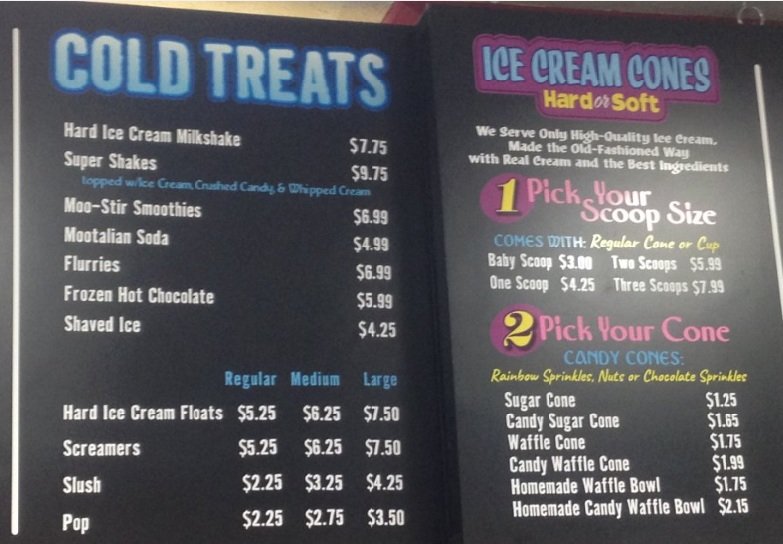 COLD TREATS
Hard Ice Cream Milkshake $7.75
Super Shakes $9.75
Topped w/Ice Cream, Crushed Candy, & Whipped Cream
Moo-Stir Smoothies $6.99
Mootalian Soda $4.99
Flurries $6.99
Frozen Hot Chocolate $5.99
Shaved Ice $4.25
Regular Medium Large
Hard Ice Cream Floats $5.25 $6.25 $7.50
Screamers $5.25 $6.25 $7.50
Slush $2.25 $3.25 $4.25
Pop $2.25 $2.75 $3.50
ICE CREAM CONES
Hard or Soft
We Serve Only High-Quality Ice Cream,
Made the Old-Fashioned Way
with Real Cream and the Best Ingredients
1 Pick Your
Scoop Size
COMES WITH: Regular Cone or Cup
Baby Scoop Two Scoops $5.99
One Scoop $4.25 Three Scoops $7.99
2 Pick Your Cone
CANDY CONES:
Rainbow Sprinkles, Nuts or Chocolate Sprinkles
Sugar Cone $1.25
Candy Sugar Cone $1.65
Waffle Cone $1.75
Candy Waffle Cone $1.99
Homemade Waffle Bowl $1.75
Homemade Candy Waffle Bowl $2.15